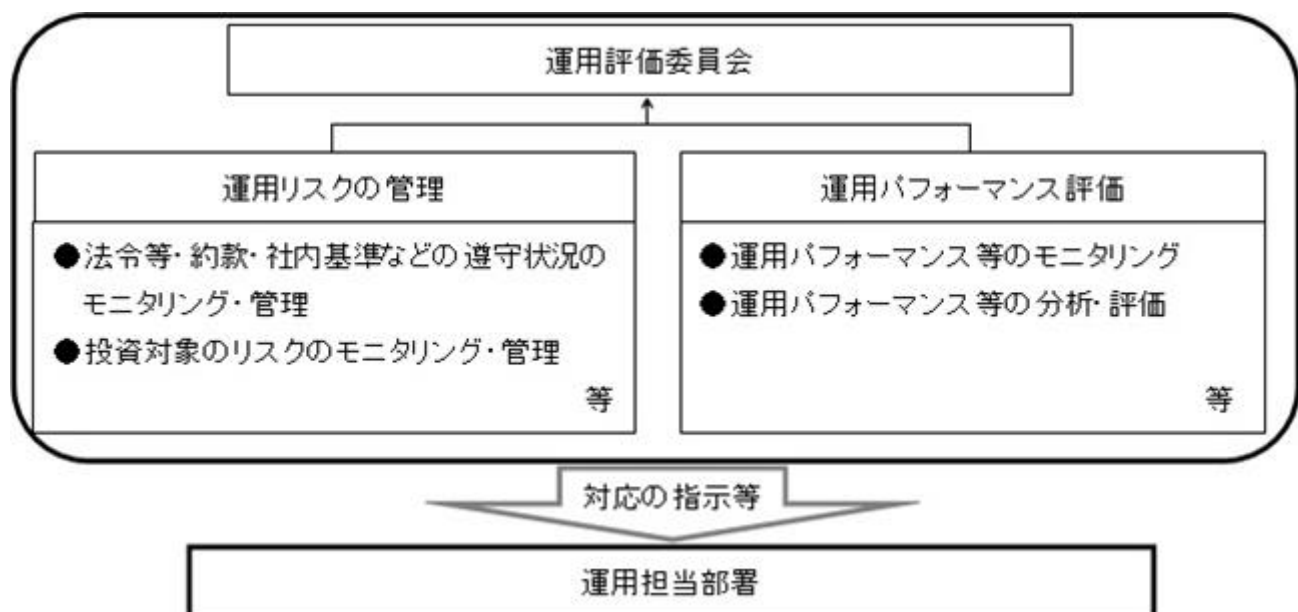 運用評価委員会
運用リスクの管理
●法令等・約款・社内基準などの遵守状況の
モニタリング・管理
●投資対象のリスクのモニタリング・管理
等
運用パフォーマンス評価
●運用パフォーマンス等のモニタリング
●運用パフォーマンス等の分析・評価
等
対応の指示等
運用担当部署